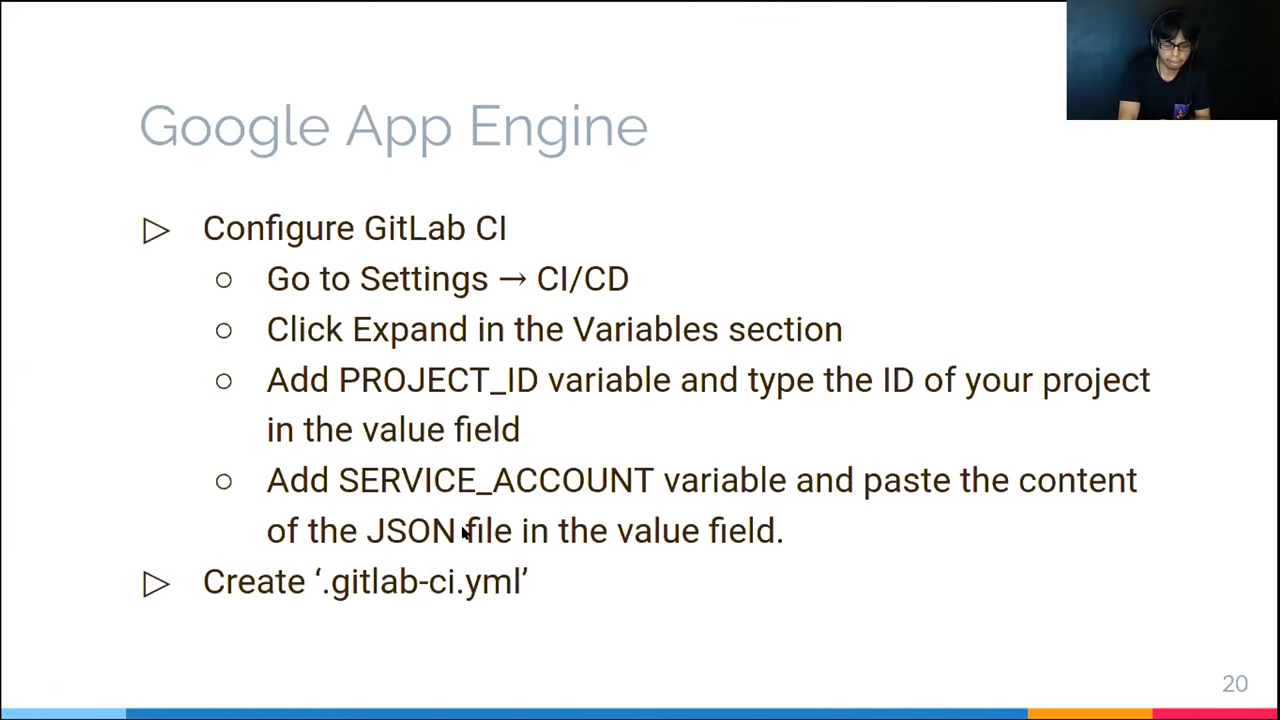 Google App Engine
▷ Configure GitLab CI
○ Go to Settings → CI/CD
○ Click Expand in the Variables section
○ Add PROJECT_ID variable and type the ID of your project
in the value field
○ Add SERVICE_ACCOUNT variable and paste the content
of the JSON file in the value field.
▷ Create ‘.gitlab-ci.yml’
20